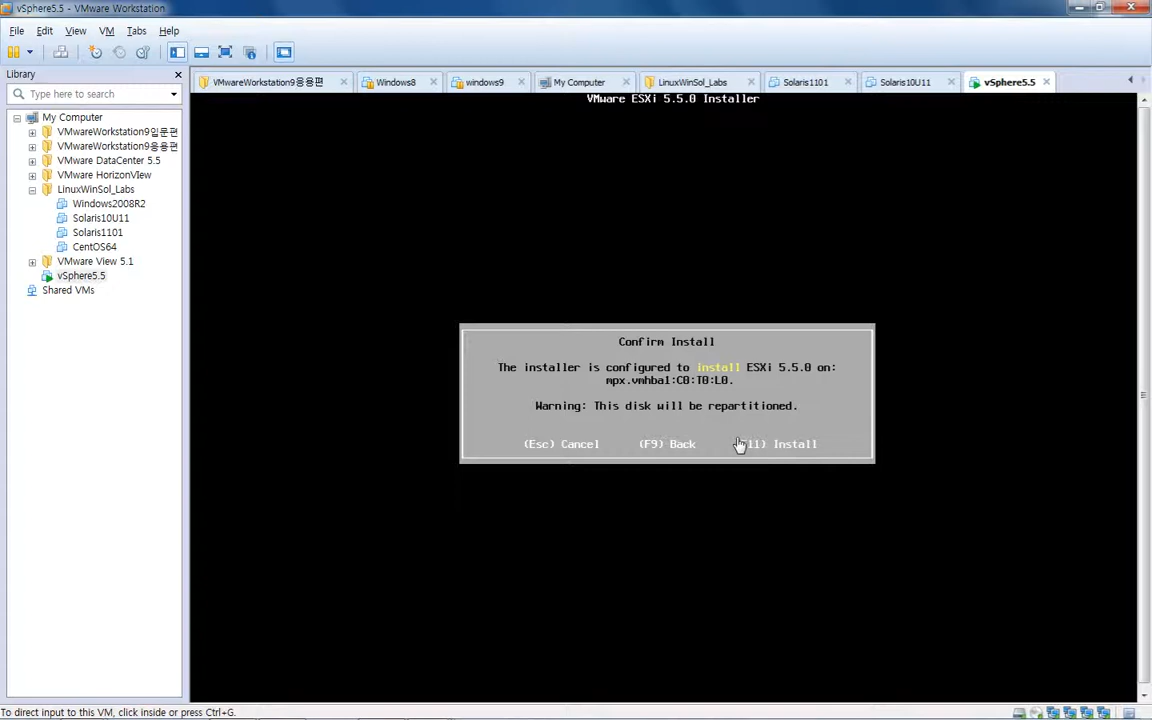 vSphere5.5 - VMware Workstation
File Edit View VM Tabs Help
Library
Type here to search
My Computer
VMwareWorkstation9입문편
VMwareWorkstation9응용편
VMware DataCenter 5.5
VMware HorizonVIew
LinuxWinSol_Labs
Windows2008R2
Solaris10U11
Solaris1101
CentOS64
VMware View 5.1
vSphere5.5
Shared VMs
VMwareWorkstation9응용편 Windows8 windows9 My Computer LinuxWinSol_Labs Solaris1101 Solaris10U11 vSphere5.5
VMware ESXi 5.5.0 Installer
Confirm Install
The installer is configured to install ESXi 5.5.0 on:
mpx.vmhba1:C0:T0:L0.
Warning: This disk will be repartitioned.
(Esc) Cancel (F9) Back 11) Install
To direct input to this VM, click inside or press Ctrl+G.